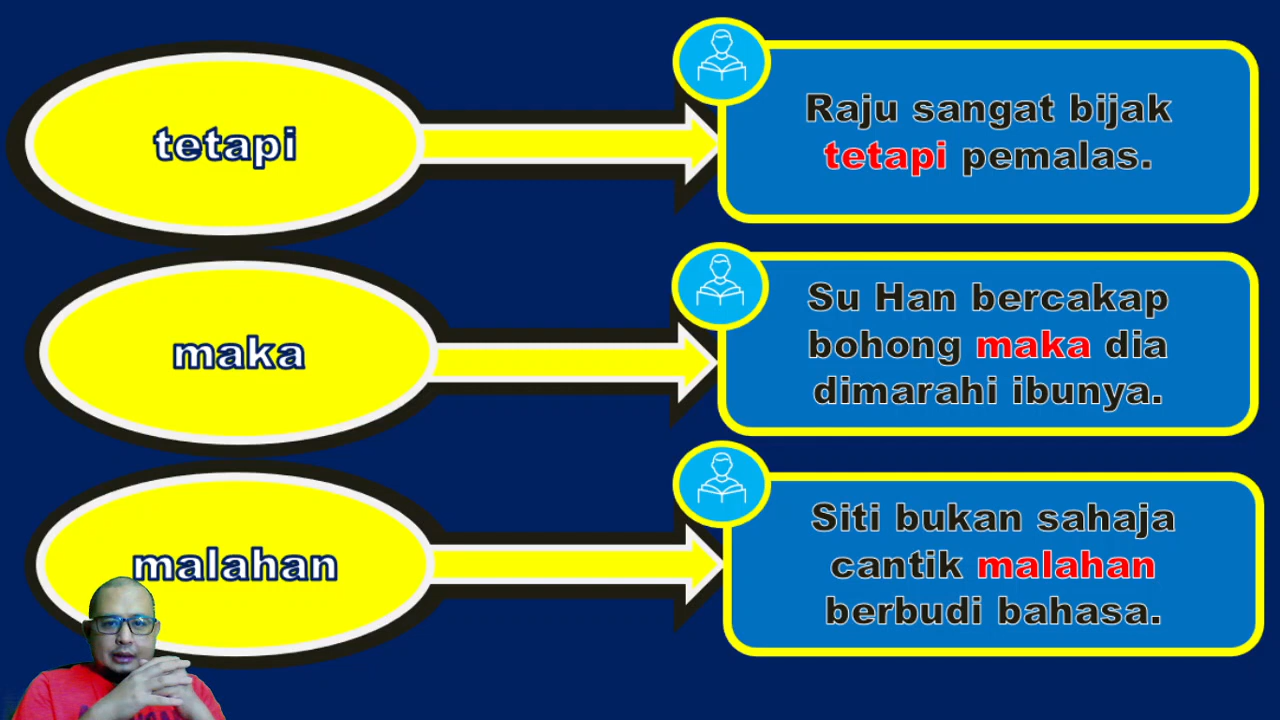 tetapi
Raju sangat bijak
tetapi pemalas.
maka
Su Han bercakap
bohong maka dia
dimarahi ibunya.
malahan
Siti bukan sahaja
cantik malahan
berbudi bahasa.